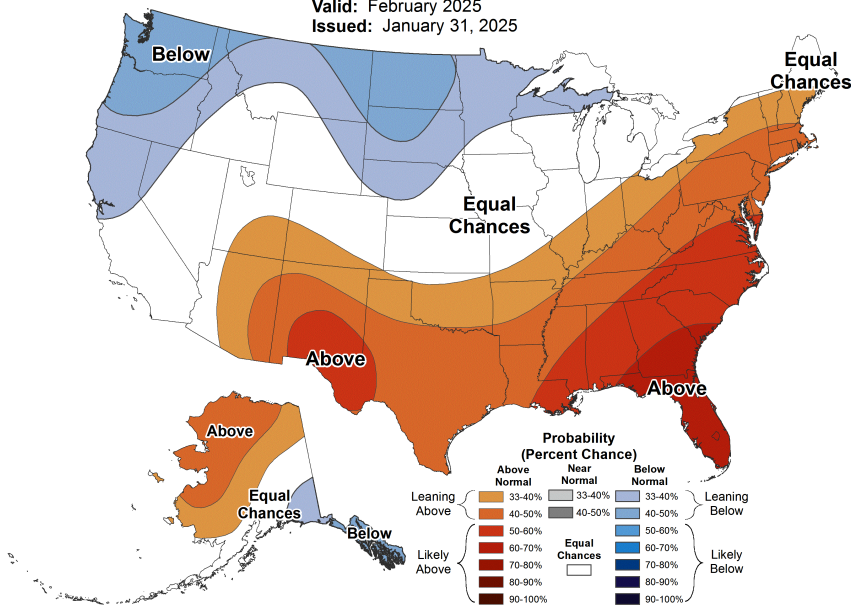 Valid: February 2025
Issued: January 31, 2025
Below
Equal
Chances
Equal
Chances
Above
Above
Above
Equal
Chances
Below
Probability
(Percent Chance)
Above
Normal
Near
Normal
Below
Normal
Leaning
Above
33-40%
40-50%
33-40%
40-50%
33-40%
40-50%
Leaning
Below
Likely
Above
50-60%
60-70%
70-80%
80-90%
90-100%
Equal
Chances
50-60%
60-70%
70-80%
80-90%
90-100%
Likely
Below